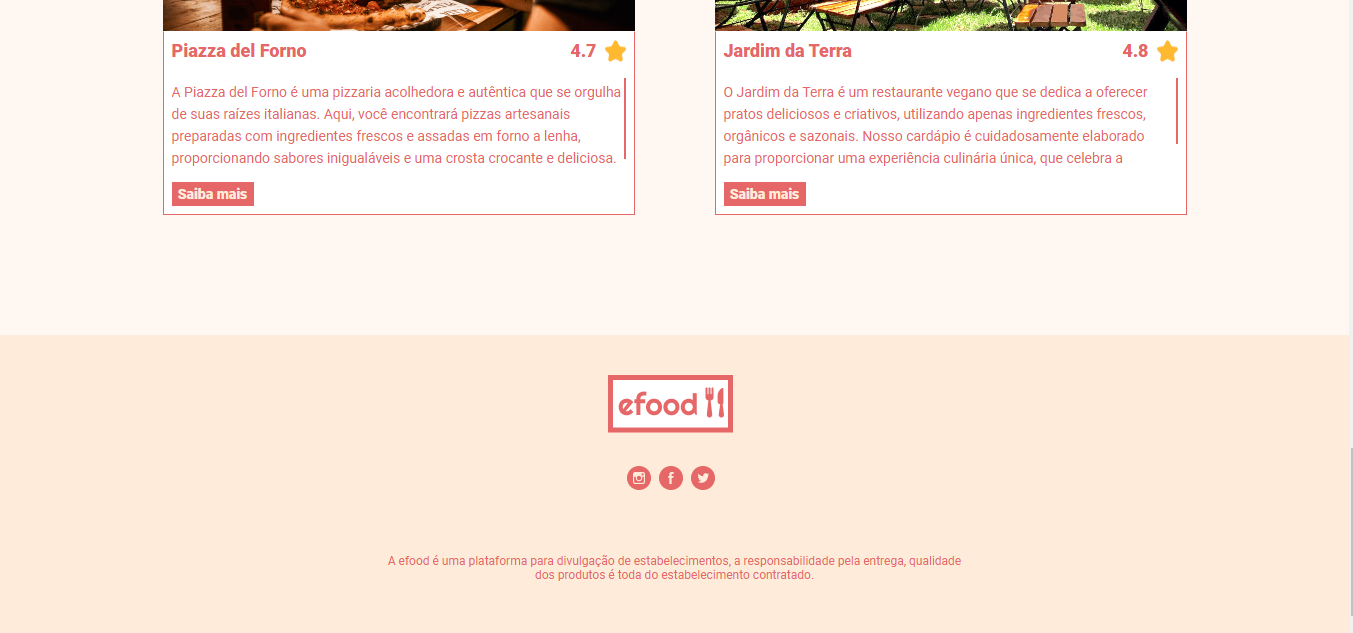 Piazza del Forno 4.7
A Piazza del Forno é uma pizzaria acolhedora e autêntica que se orgulha
de suas raízes italianas. Aqui, você encontrará pizzas artesanais
preparadas com ingredientes frescos e assadas em forno a lenha,
proporcionando sabores inigualáveis e uma crosta crocante e deliciosa.
Saiba mais
Jardim da Terra 4.8
O Jardim da Terra é um restaurante vegano que se dedica a oferecer
pratos deliciosos e criativos, utilizando apenas ingredientes frescos,
orgânicos e sazonais. Nosso cardápio é cuidadosamente elaborado
para proporcionar uma experiência culinária única, que celebra a
Saiba mais
efood
A efood é uma plataforma para divulgação de estabelecimentos, a responsabilidade pela entrega, qualidade
dos produtos é toda do estabelecimento contratado.